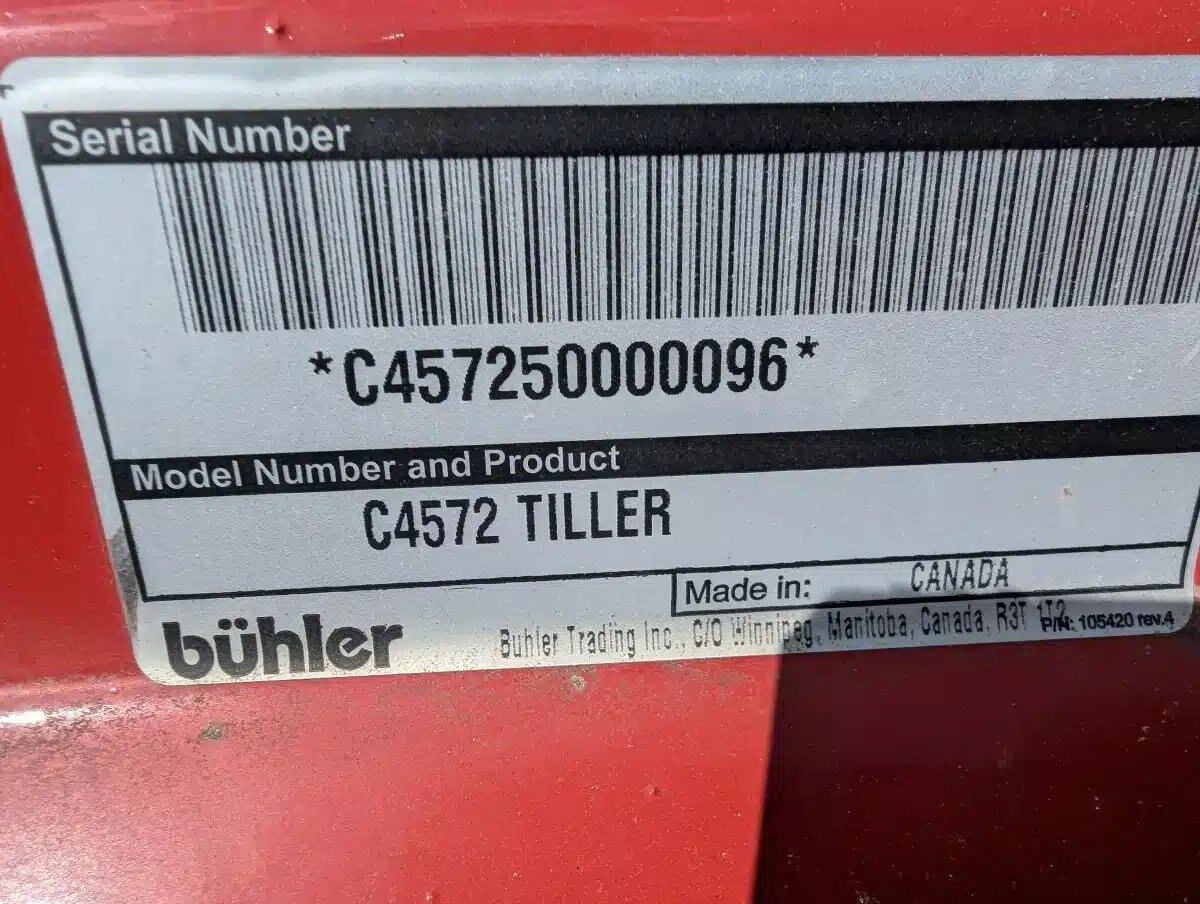 Serial Number
*C457250000096*
Model Number and Product
C4572 TILLER
Made in: CANADA
bühler
Buhler Trading Inc., C/O Winnipeg, Manitoba, Canada, R3T 1T2
P/N: 105420 rev.4